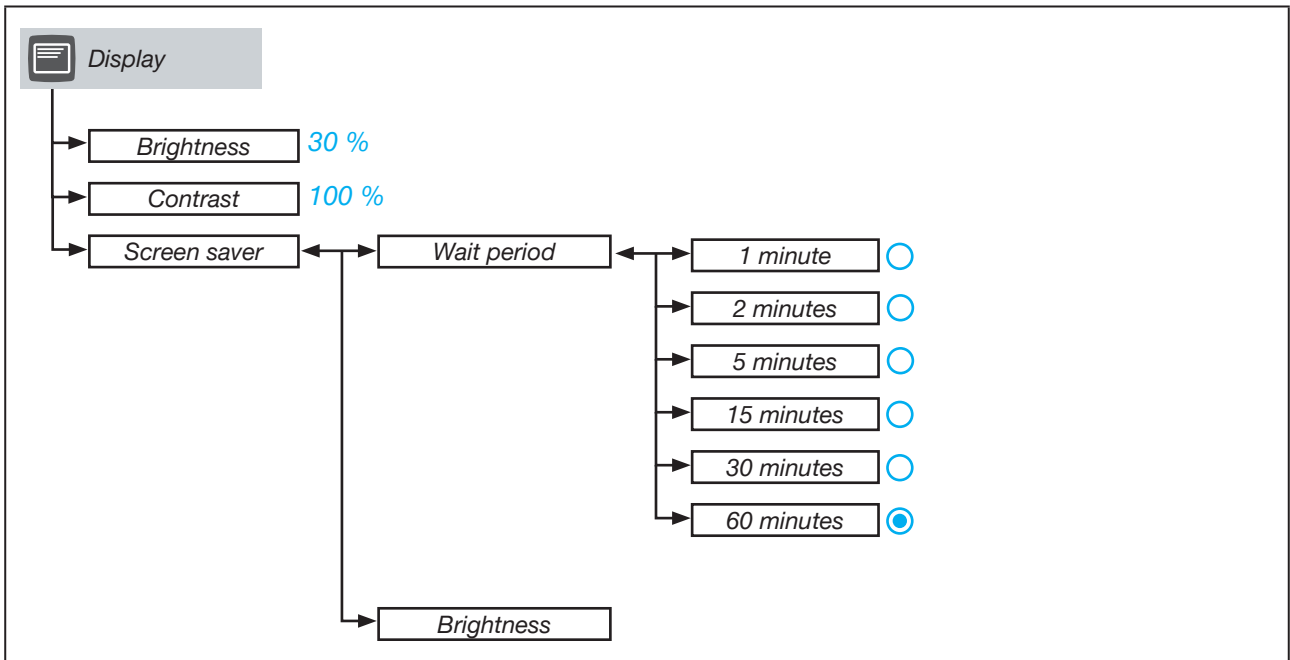 Display
Brightness 30 %
Contrast 100 %
Screen saver Wait period 1 minute
2 minutes
5 minutes
15 minutes
30 minutes
60 minutes
Brightness